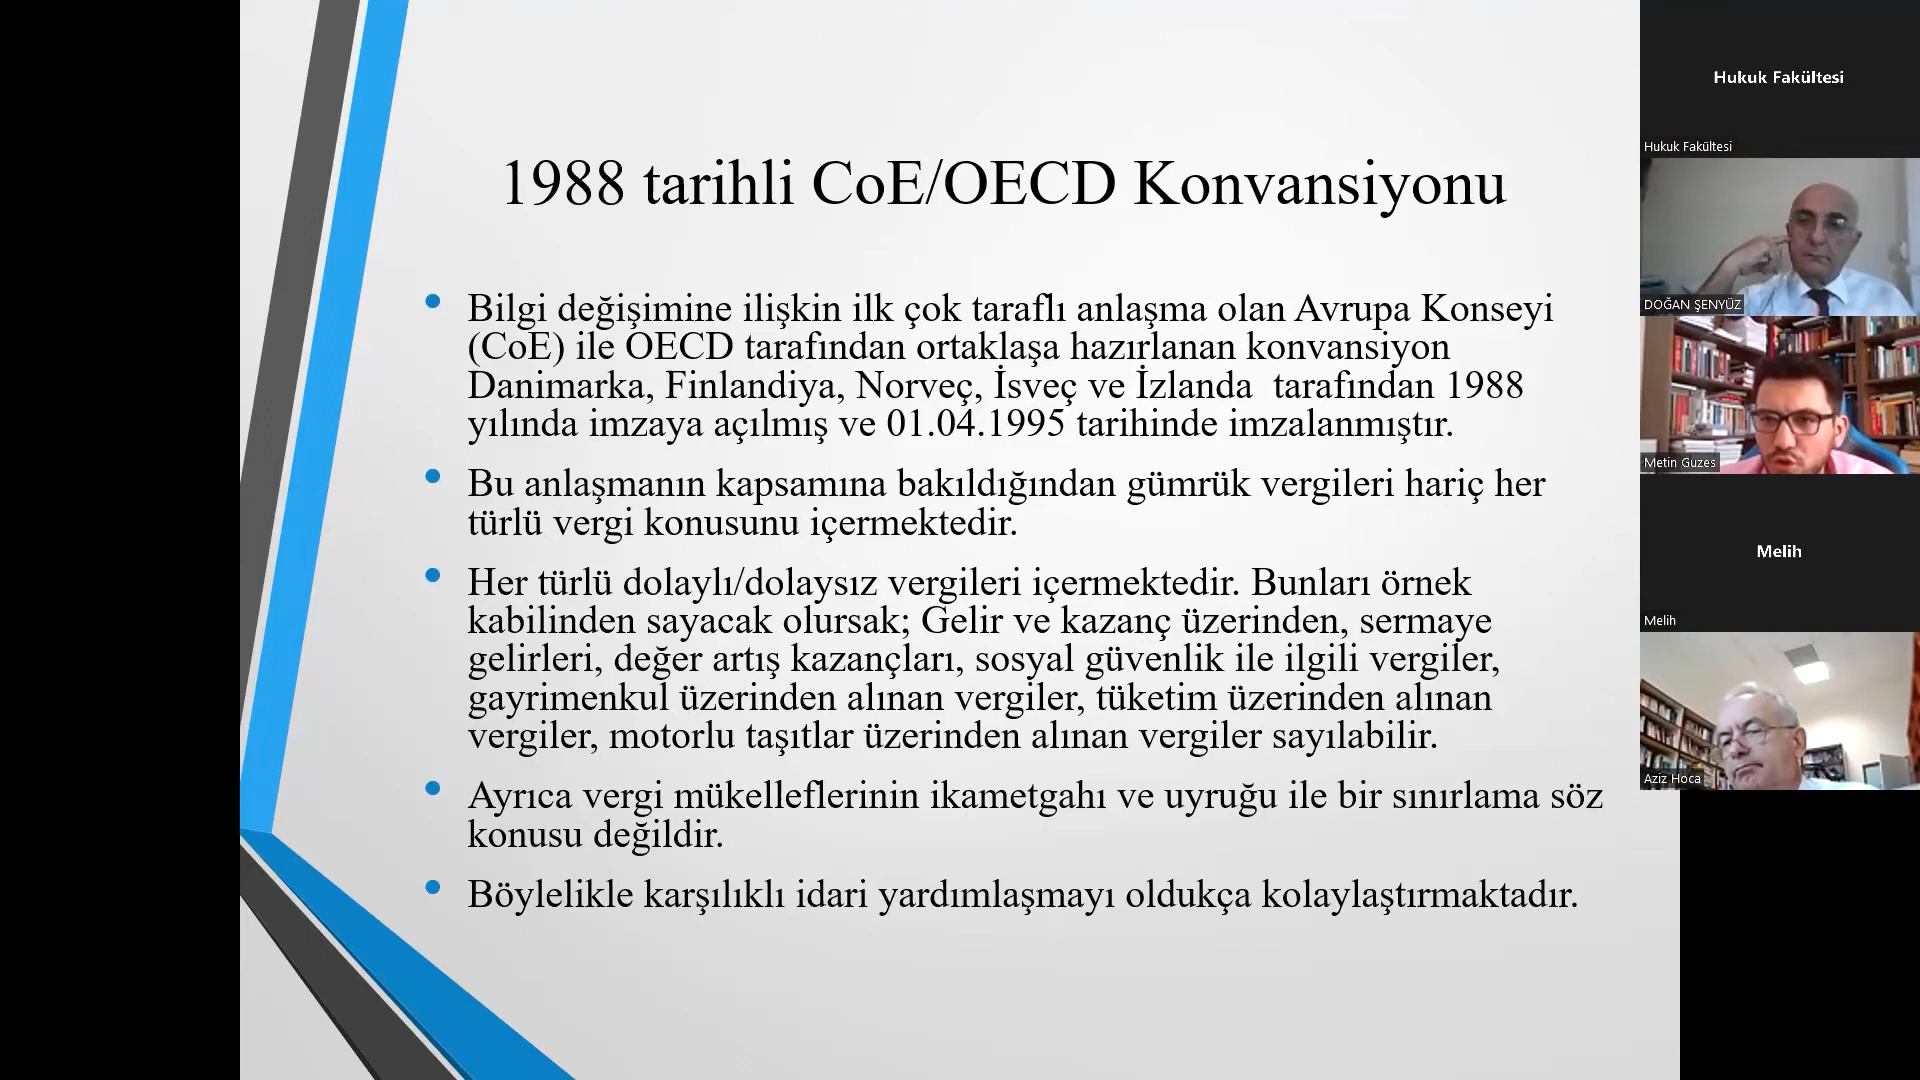 1988 tarihli CoE/OECD Konvansiyonu
Bilgi değişimine ilişkin ilk çok taraflı anlaşma olan Avrupa Konseyi
(CoE) ile OECD tarafından ortaklaşa hazırlanan konvansiyon
Danimarka, Finlandiya, Norveç, İsveç ve İzlanda tarafından 1988
yılında imzaya açılmış ve 01.04.1995 tarihinde imzalanmıştır.
Bu anlaşmanın kapsamına bakıldığından gümrük vergileri hariç her
türlü vergi konusunu içermektedir.
Her türlü dolaylı/dolaysız vergileri içermektedir. Bunları örnek
kabilinden sayacak olursak; Gelir ve kazanç üzerinden, sermaye
gelirleri, değer artış kazançları, sosyal güvenlik ile ilgili vergiler,
gayrimenkul üzerinden alınan vergiler, tüketim üzerinden alınan
vergiler, motorlu taşıtlar üzerinden alınan vergiler sayılabilir.
Ayrıca vergi mükelleflerinin ikametgahı ve uyruğu ile bir sınırlama söz
konusu değildir.
Böylelikle karşılıklı idari yardımlaşmayı oldukça kolaylaştırmaktadır.
Hukuk Fakültesi
Hukuk Fakültesi
DOĞAN ŞENYÜZ
Metin Guzes
Melih
Melih
Aziz Hoca